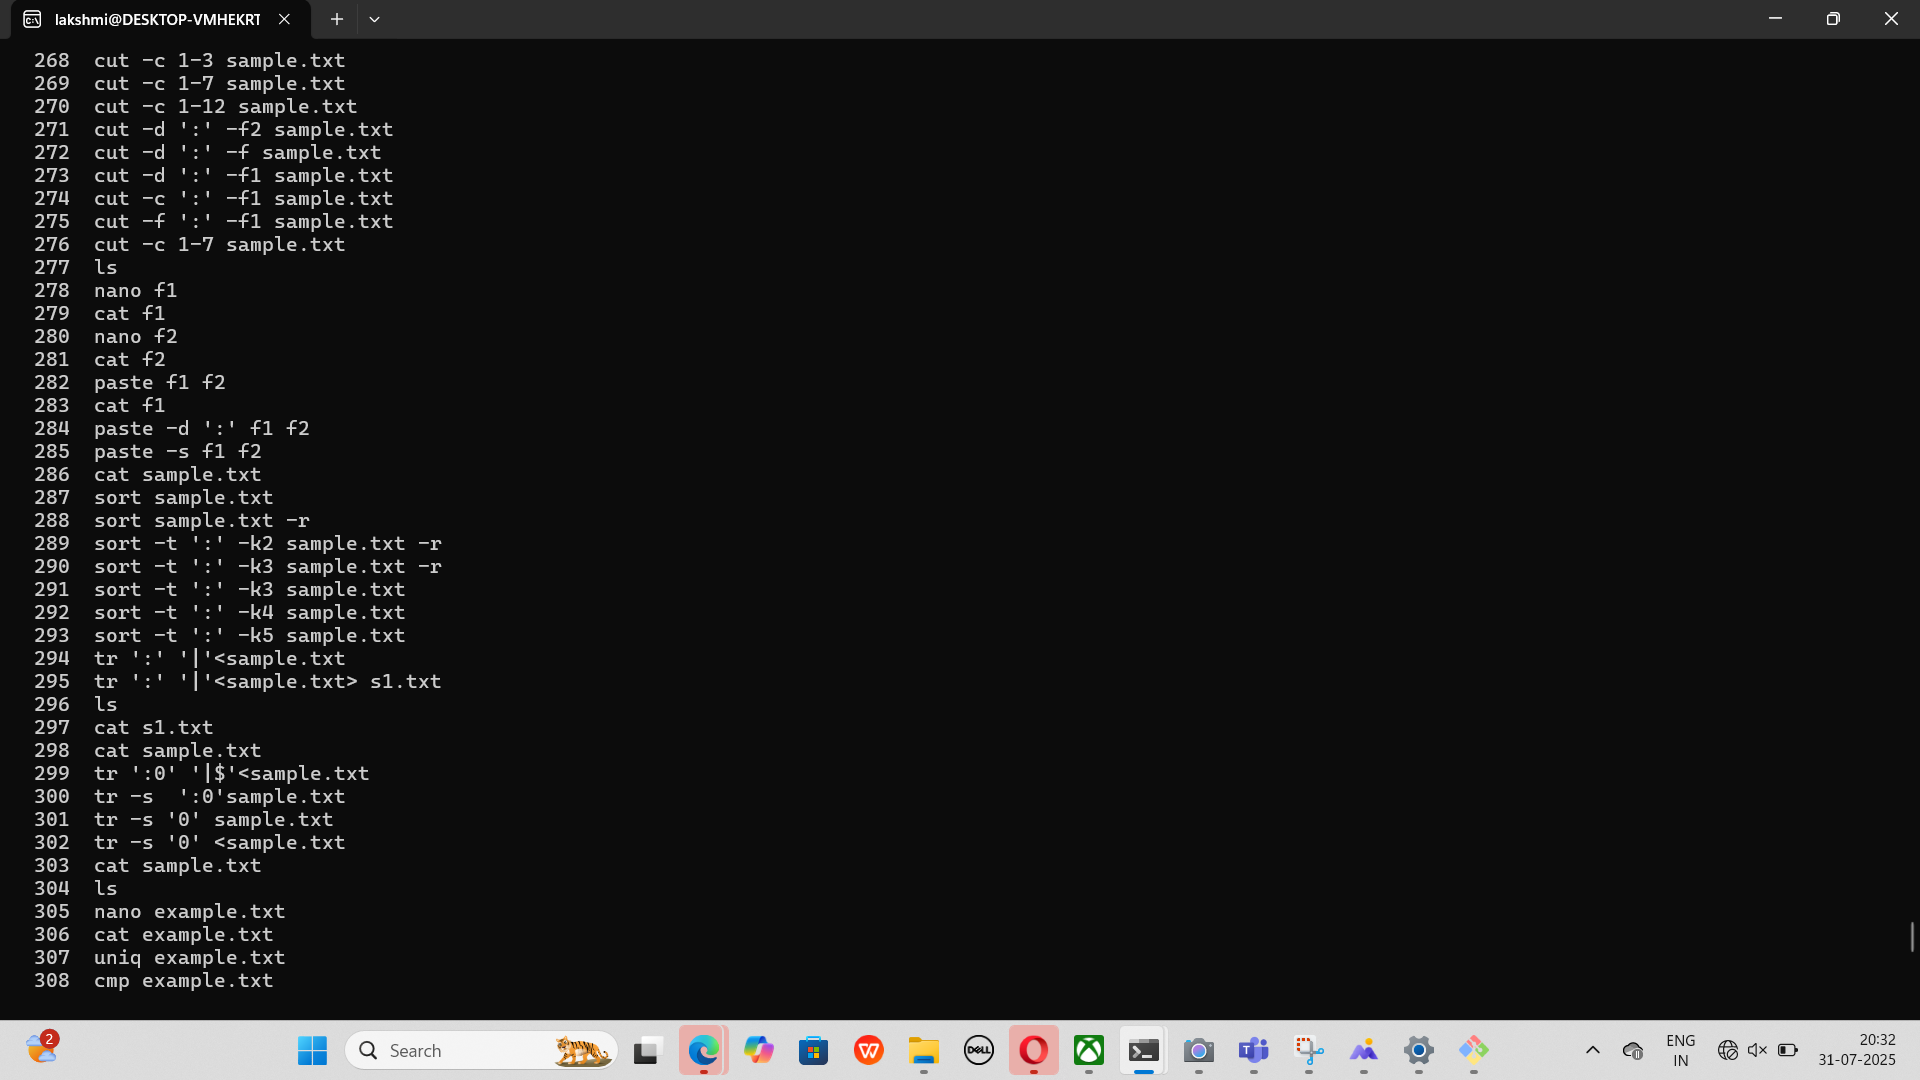 lakshmi@DESKTOP-VMHEKRT
268 cut -c 1-3 sample.txt
269 cut -c 1-7 sample.txt
270 cut -c 1-12 sample.txt
271 cut -d ':' -f2 sample.txt
272 cut -d ':' -f sample.txt
273 cut -d ':' -f1 sample.txt
274 cut -c ':' -f1 sample.txt
275 cut -f ':' -f1 sample.txt
276 cut -c 1-7 sample.txt
277 ls
278 nano f1
279 cat f1
280 nano f2
281 cat f2
282 paste f1 f2
283 cat f1
284 paste -d ':' f1 f2
285 paste -s f1 f2
286 cat sample.txt
287 sort sample.txt
288 sort sample.txt -r
289 sort -t ':' -k2 sample.txt -r
290 sort -t ':' -k3 sample.txt -r
291 sort -t ':' -k3 sample.txt
292 sort -t ':' -k4 sample.txt
293 sort -t ':' -k5 sample.txt
294 tr ':' '|'<sample.txt
295 tr ':' '|'<sample.txt> s1.txt
296 ls
297 cat s1.txt
298 cat sample.txt
299 tr ':0' '|$'<sample.txt
300 tr -s  ':0'sample.txt
301 tr -s '0' sample.txt
302 tr -s '0' <sample.txt
303 cat sample.txt
304 ls
305 nano example.txt
306 cat example.txt
307 uniq example.txt
308 cmp example.txt
2
Search
DELL
ENG
IN
20:32
31-07-2025